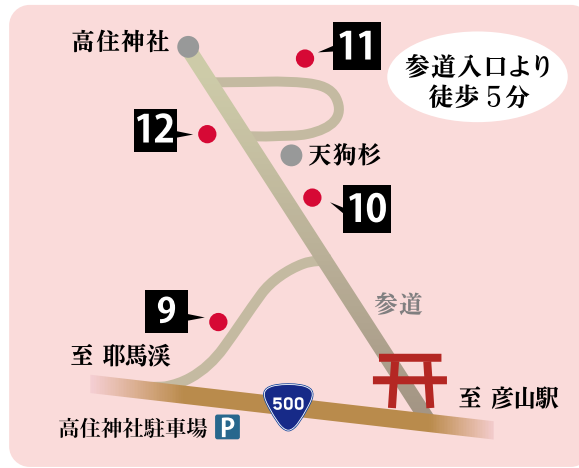 高住神社
11
参道入口より
徒歩5分
12
天狗杉
10
9
参道
至 耶馬渓
500
至 彦山駅
高住神社駐車場 P